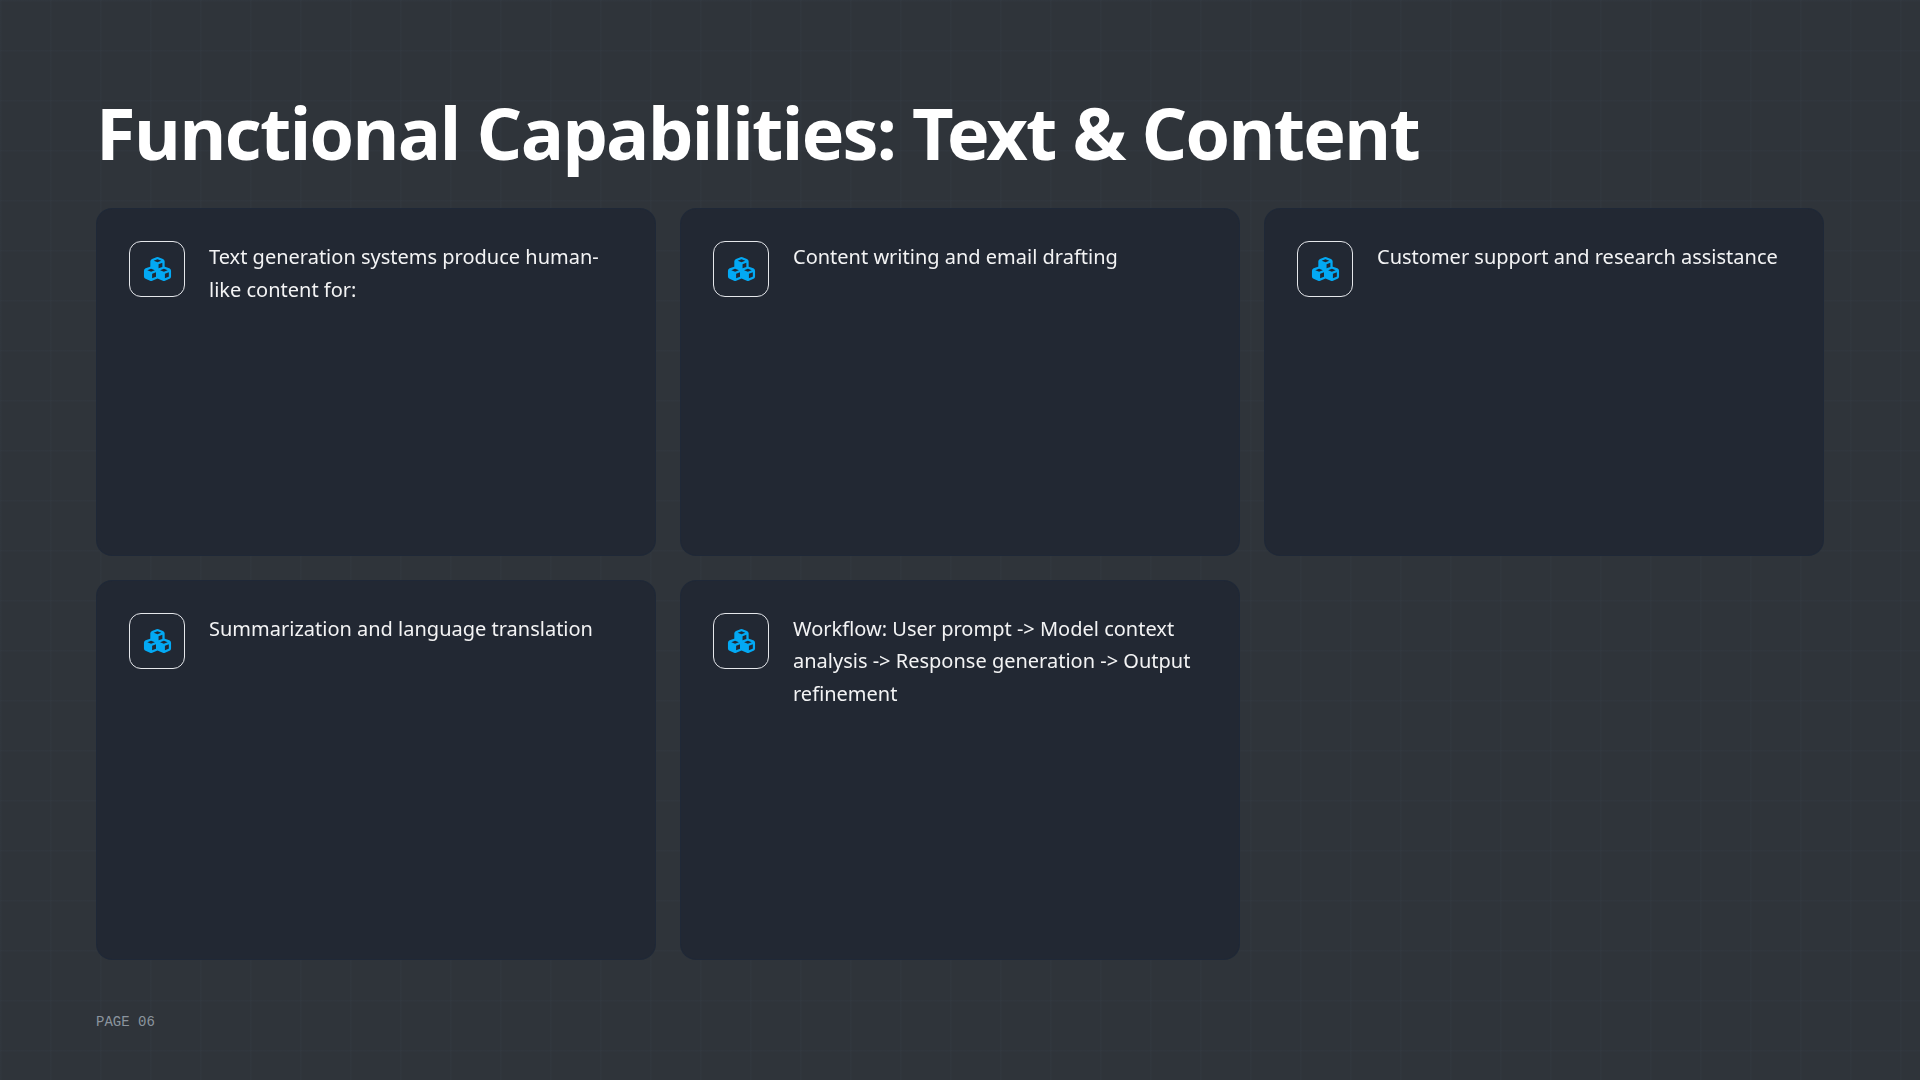 Functional Capabilities: Text & Content
Text generation systems produce human-
like content for:
Content writing and email drafting
Customer support and research assistance
Summarization and language translation
Workflow: User prompt -> Model context
analysis -> Response generation -> Output
refinement
PAGE 06